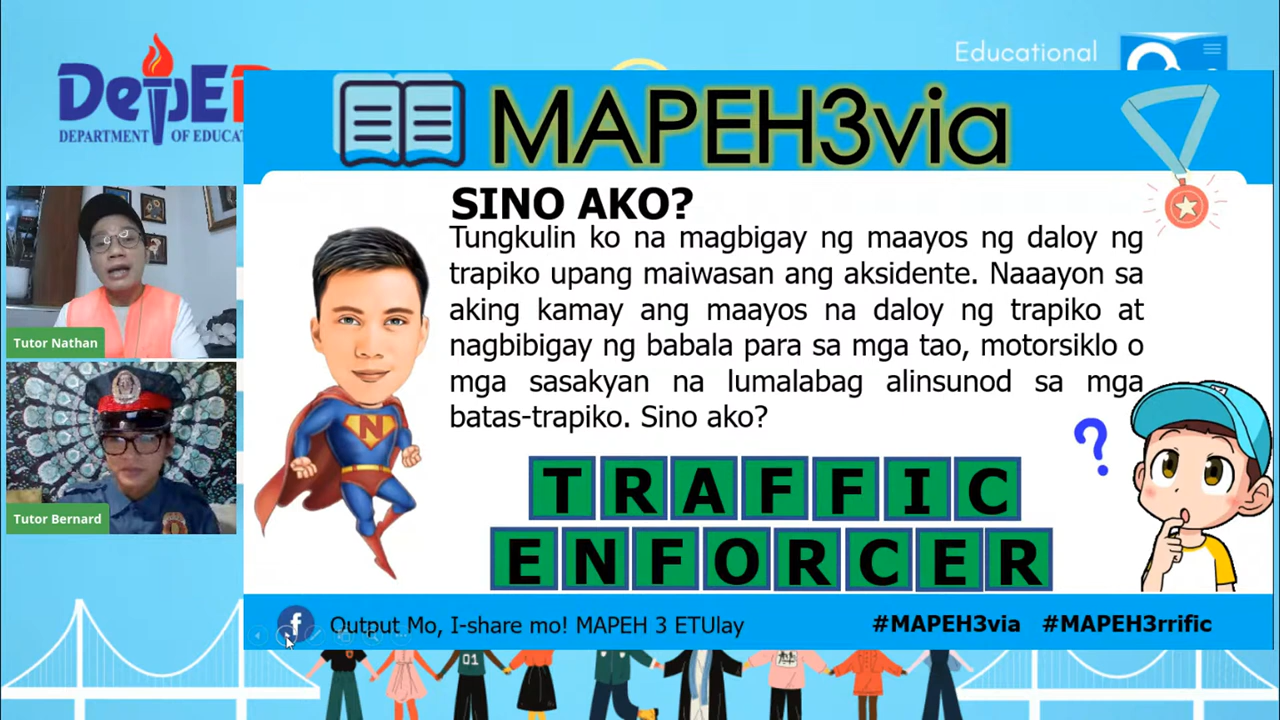 Educational
DepED
DEPARTMENT OF EDUCA
MAPEH3via
SINO AKO?
Tungkulin ko na magbigay ng maayos ng daloy ng
trapiko upang maiwasan ang aksidente. Naaayon sa
aking kamay ang maayos na daloy ng trapiko at
nagbibigay ng babala para sa mga tao, motorsiklo o
mga sasakyan na lumalabag alinsunod sa mga
batas-trapiko. Sino ako?
N
TRAFFIC
ENFORCER
?
Tutor Nathan
Tutor Bernard
f
Output Mo, I-share mo! MAPEH 3 ETUlay
#MAPEH3via #MAPEH3rrific
01